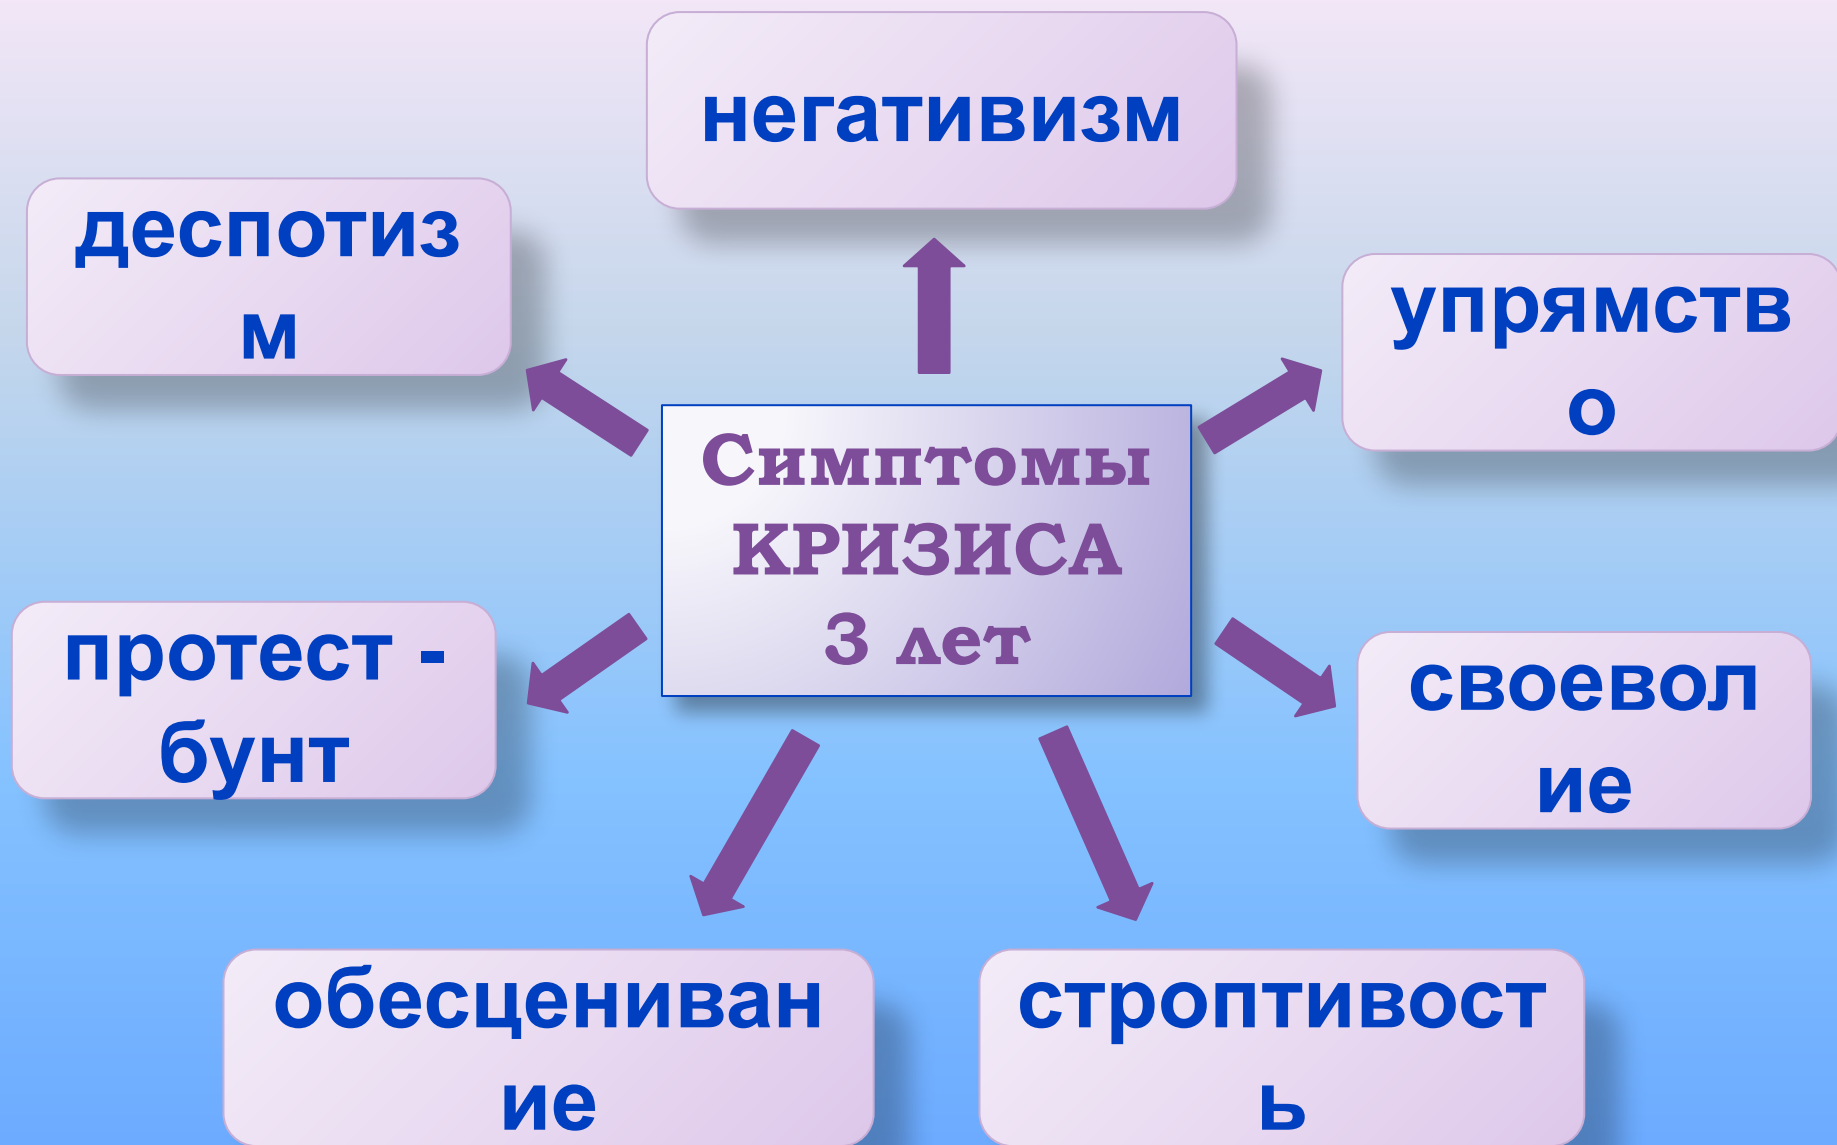 негативизм
деспотиз
м
упрямств
о
Симптомы
КРИЗИСА
3 лет
протест -
бунт
своевол
ие
обесцениван
ие
строптивост
ь